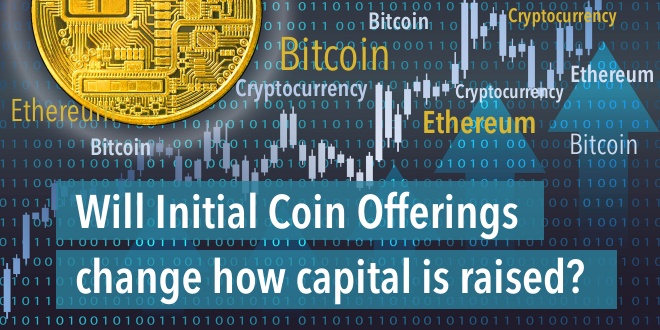 Bitcoin
Cryptocurrency
Bitcoin
Ethereum
Cryptocurrency
Cryptocurrency
Ethereum
Ethereum
Bitcoin
Bitcoin
Will Initial Coin Offerings
change how capital is raised?